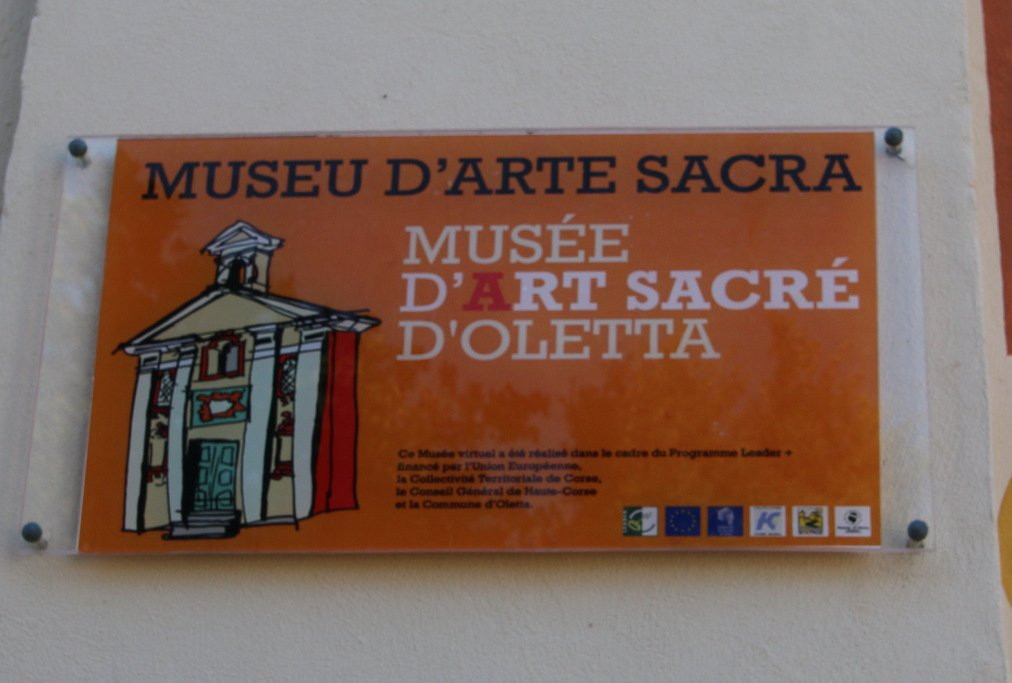 MUSEU D'ARTE SACRA
MUSÉE
D'ART SACRÉ
D'OLETTA
Ce Musée virtuel a été réalisé dans le cadre du Programme Leader +
financé par l'Union Européenne,
la Collectivité Territoriale de Corse,
le Conseil Général de Haute-Corse
et la Commune d'Oletta.